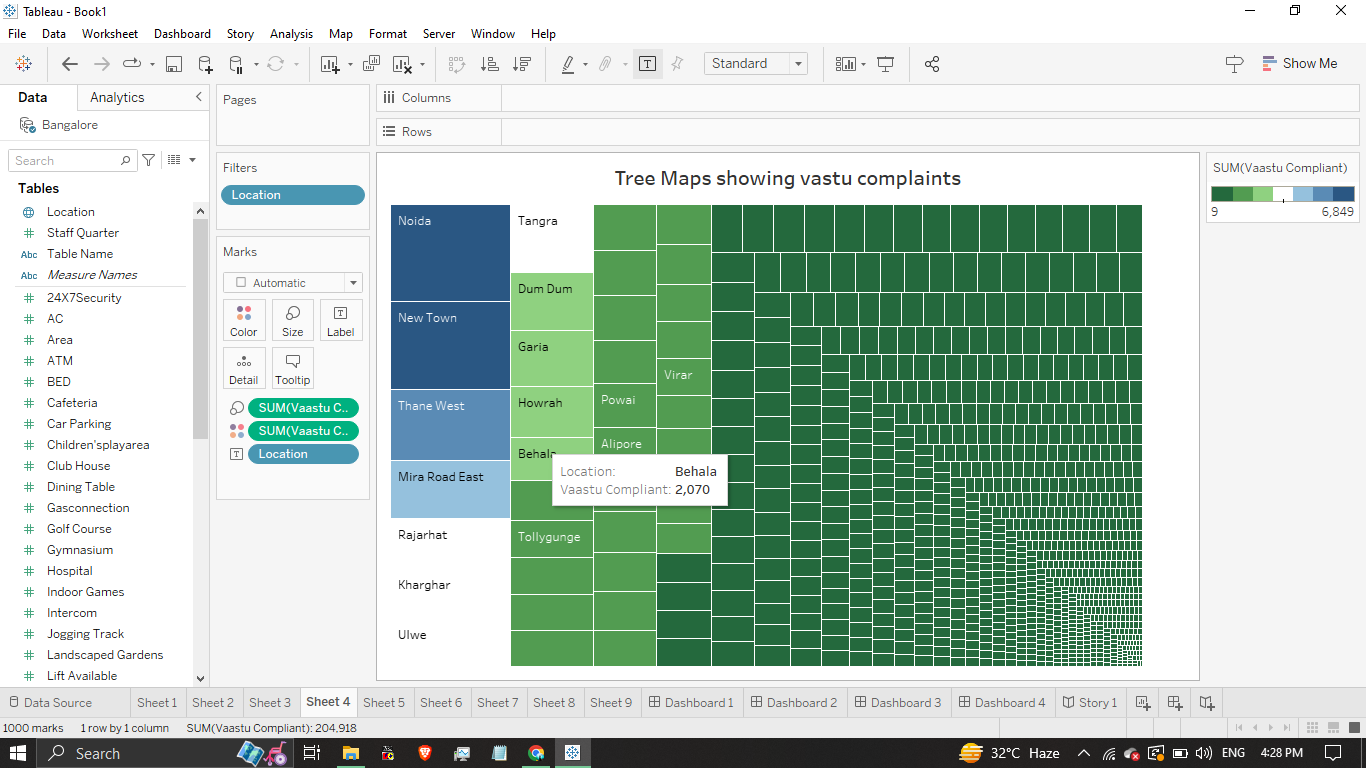 Tableau - Book1
File Data Worksheet Dashboard Story Analysis Map Format Server Window Help
Standard
Show Me
Data Analytics
Bangalore
Search
Tables
Location
Staff Quarter
Abc Table Name
Abc Measure Names
24X7Security
AC
Area
ATM
BED
Cafeteria
Car Parking
Children'splayarea
Club House
Dining Table
Gasconnection
Golf Course
Gymnasium
Hospital
Indoor Games
Intercom
Jogging Track
Landscaped Gardens
Lift Available
Pages
Filters
Location
Marks
Automatic
Color Size Label
Detail Tooltip
SUM(Vaastu C..
SUM(Vaastu C..
Location
Columns
Rows
Tree Maps showing vastu complaints
Noida
New Town
Thane West
Mira Road East
Rajarhat
Kharghar
Ulwe
Tangra
Dum Dum
Garia
Howrah
Behala
Tollygunge
Powai
Alipore
Virar
Location: Behala
Vaastu Compliant: 2,070
SUM(Vaastu Compliant)
9 6,849
Data Source Sheet 1 Sheet 2 Sheet 3 Sheet 4 Sheet 5 Sheet 6 Sheet 7 Sheet 8 Sheet 9 Dashboard 1 Dashboard 2 Dashboard 3 Dashboard 4 Story 1
1000 marks 1 row by 1 column SUM(Vaastu Compliant): 204,918
Search
32°C Haze ENG 4:28 PM